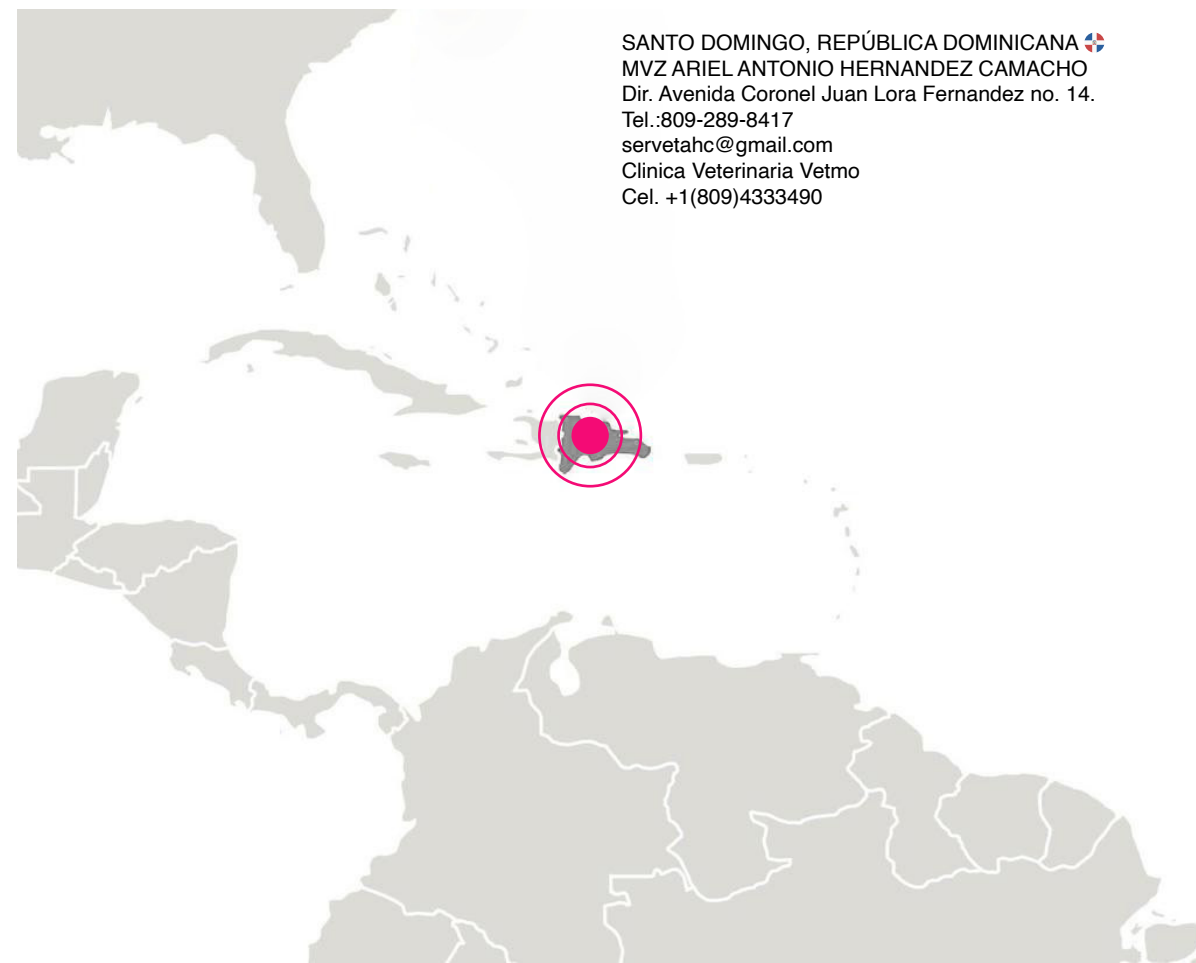 SANTO DOMINGO, REPÚBLICA DOMINICANA
MVZ ARIEL ANTONIO HERNANDEZ CAMACHO
Dir. Avenida Coronel Juan Lora Fernandez no. 14.
Tel.:809-289-8417
servetahc@gmail.com
Clinica Veterinaria Vetmo
Cel. +1(809)4333490